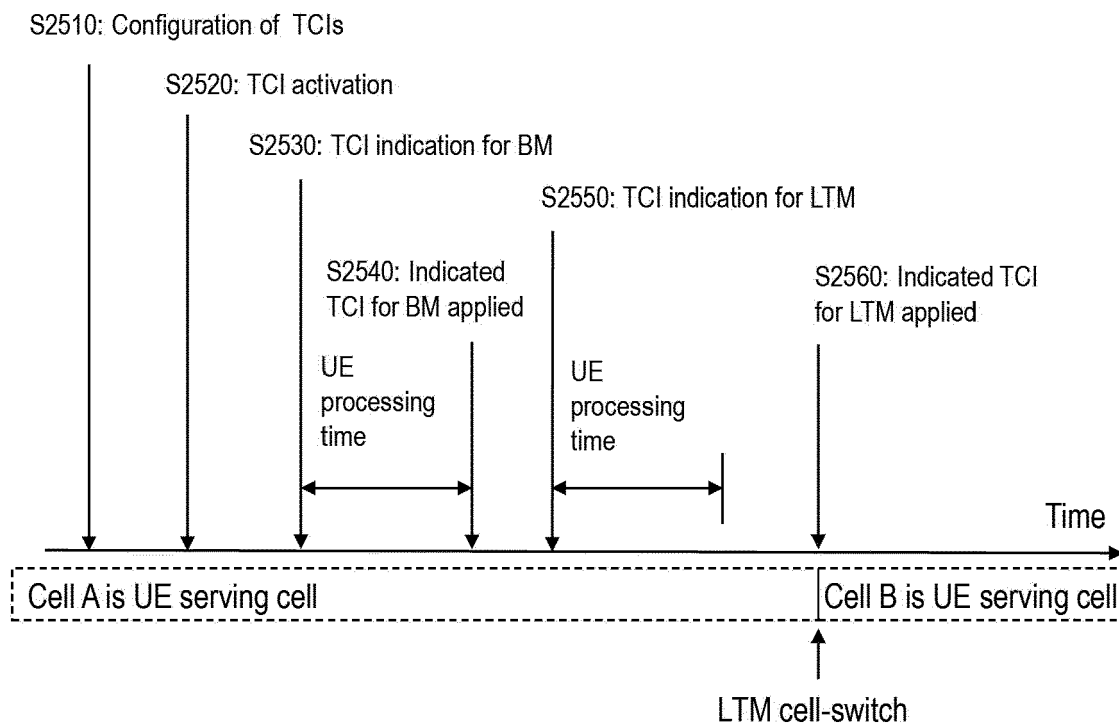 S2510: Configuration of TCIs
S2520: TCI activation
S2530: TCI indication for BM
S2550: TCI indication for LTM
S2540: Indicated
TCI for BM applied
S2560: Indicated TCI
for LTM applied
UE
processing
time
UE
processing
time
Time
Cell A is UE serving cell
Cell B is UE serving cell
LTM cell-switch